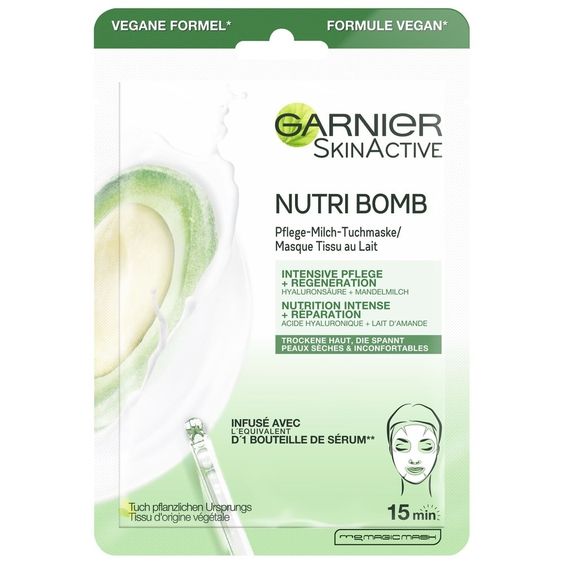 VEGANE FORMEL*
FORMULE VEGAN*
GARNIER
SKINACTIVE
NUTRI BOMB
Pflege-Milch-Tuchmaske/
Masque Tissu au Lait
INTENSIVE PFLEGE
+ REGENERATION
HYALURONSÄURE + MANDELMILCH
NUTRITION INTENSE
+ RÉPARATION
ACIDE HYALURONIQUE + LAIT D'AMANDE
TROCKENE HAUT, DIE SPANNT
PEAUX SÈCHES & INCONFORTABLES
INFUSÉ AVEC
L'EQUIVALENT
D'1 BOUTEILLE DE SÉRUM**
Tuch pflanzlichen Ursprungs
Tissu d'origine végétale
15 min
MAGIC MASK